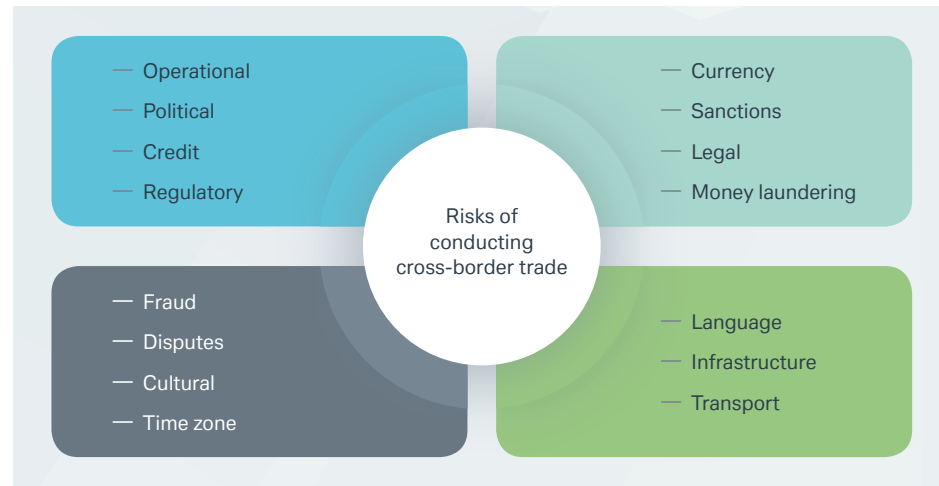 — Operational
— Political
— Credit
— Regulatory
— Currency
— Sanctions
— Legal
— Money laundering
Risks of
conducting
cross-border trade
— Fraud
— Disputes
— Cultural
— Time zone
— Language
— Infrastructure
— Transport